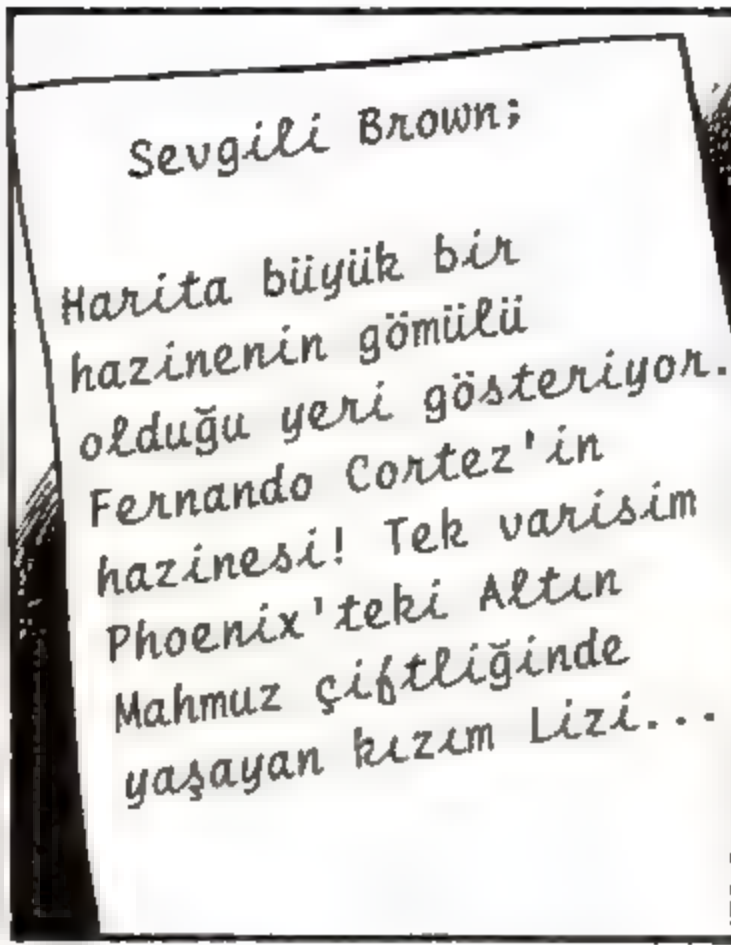 Sevgili Brown;
Harita büyük bir
hazinenin gömülü
olduğu yeri gösteriyor.
Fernando Cortez'in
hazinesi! Tek varisim
Phoenix'teki Altın
Mahmuz çiftliğinde
yaşayan kızım Lizi...